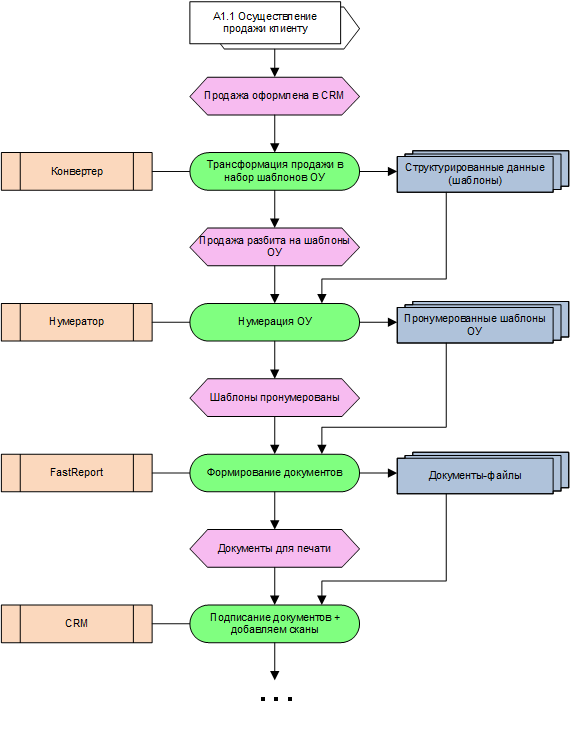 А1.1 Осуществление
продажи клиенту
Продажа оформлена в CRM
Конвертер
Трансформация продажи в
набор шаблонов ОУ
Структурированные данные
(шаблоны)
Продажа разбита на шаблоны
ОУ
Нумератор
Нумерация ОУ
Пронумерованные шаблоны
ОУ
Шаблоны пронумерованы
FastReport
Формирование документов
Документы-файлы
Документы для печати
CRM
Подписание документов +
добавляем сканы
...